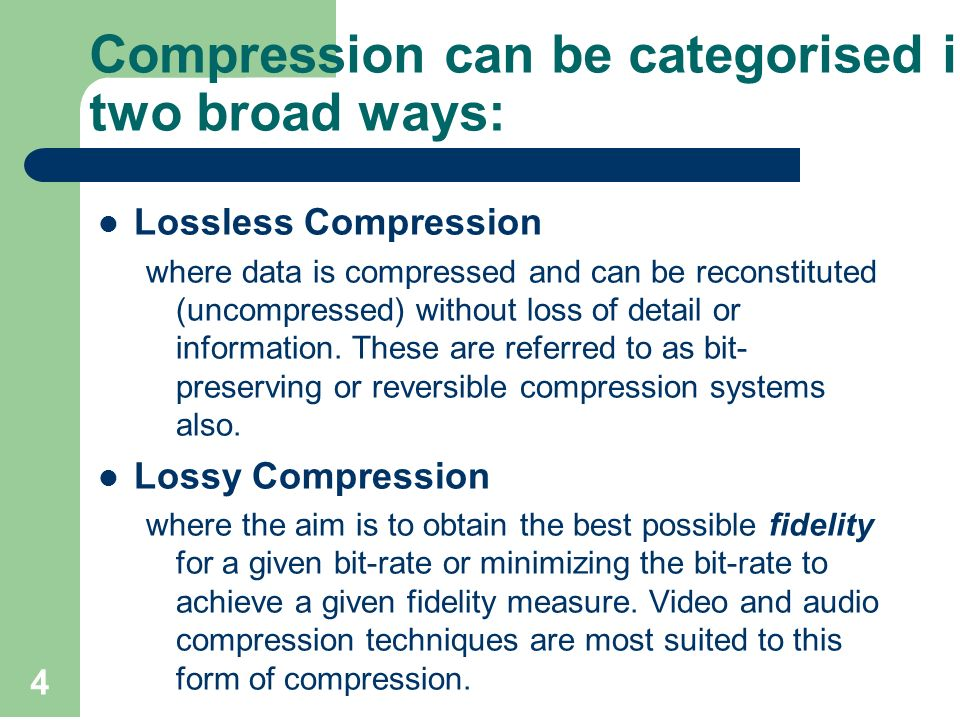 Compression can be categorised i
two broad ways:
Lossless Compression
where data is compressed and can be reconstituted
(uncompressed) without loss of detail or
information. These are referred to as bit-
preserving or reversible compression systems
also.
Lossy Compression
where the aim is to obtain the best possible fidelity
for a given bit-rate or minimizing the bit-rate to
achieve a given fidelity measure. Video and audio
compression techniques are most suited to this
form of compression.
4